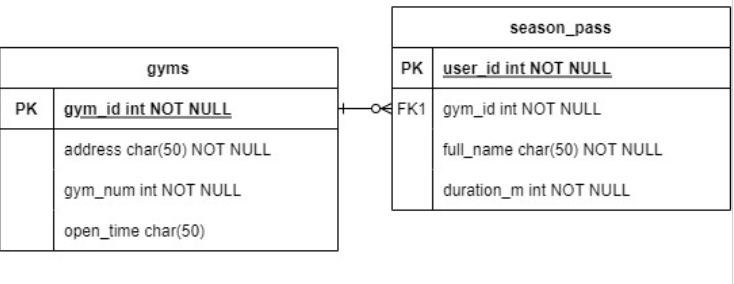 season_pass
PK user_id int NOT NULL
FK1 gym_id int NOT NULL
full_name char(50) NOT NULL
duration_m int NOT NULL
gyms
PK gym_id int NOT NULL
address char(50) NOT NULL
gym_num int NOT NULL
open_time char(50)